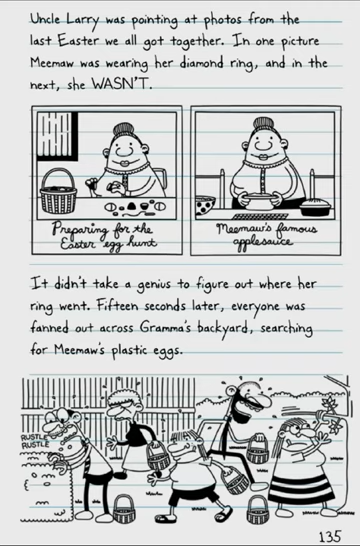 Uncle Larry was pointing at photos from the
last Easter we all got together. In one picture
Meemaw was wearing her diamond ring, and in the
next, she WASN'T.
Preparing for the
Easter egg hunt
Meemaw's famous
applesauce
It didn't take a genius to figure out where her
ring went. Fifteen seconds later, everyone was
fanned out across Gramma's backyard, searching
for Meemaw's plastic eggs.
RUSTLE
RUSTLE
135